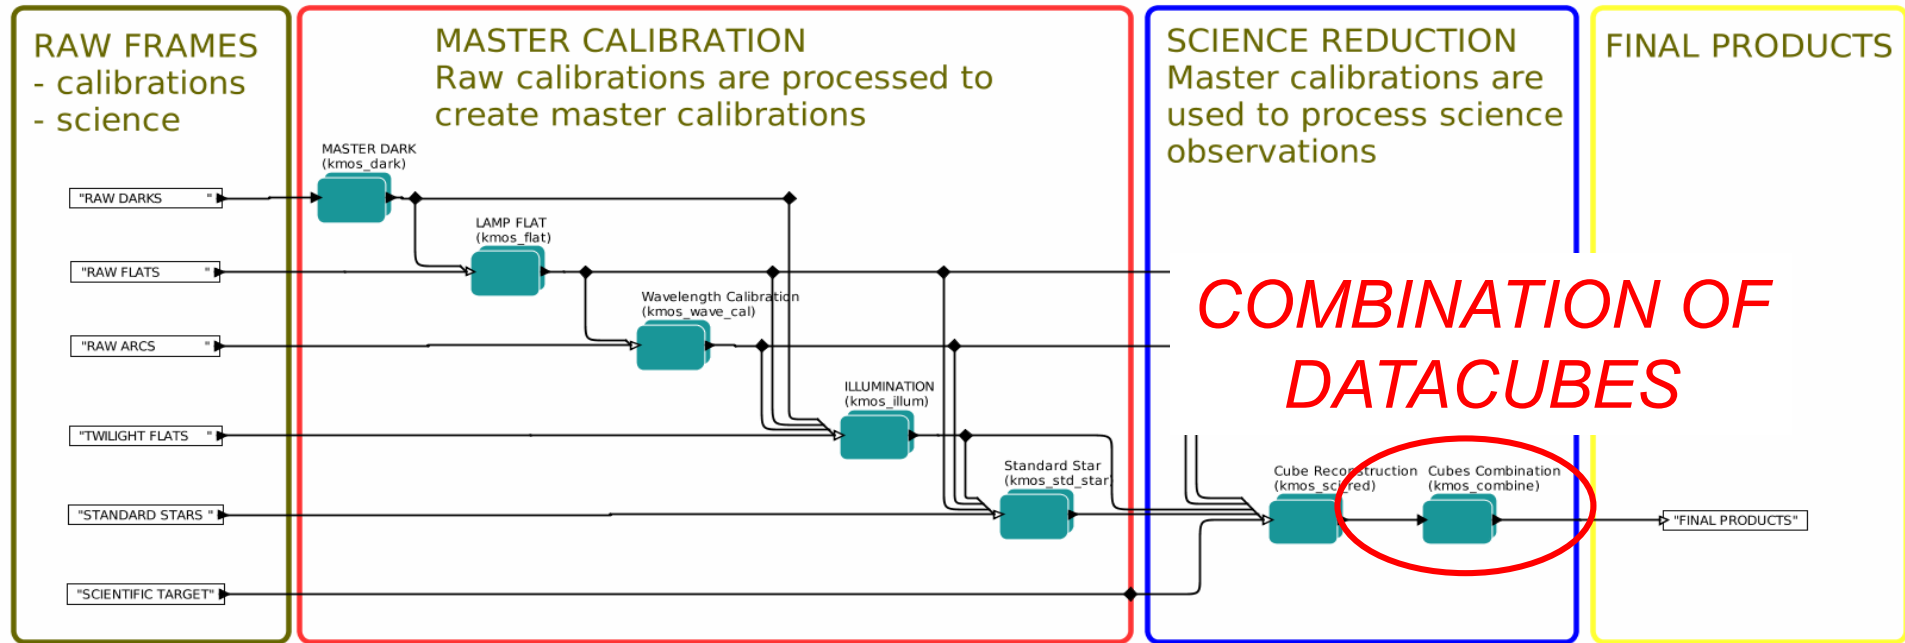 RAW FRAMES
- calibrations
- science
MASTER CALIBRATION
Raw calibrations are processed to
create master calibrations
SCIENCE REDUCTION
Master calibrations are
used to process science
observations
FINAL PRODUCTS
MASTER DARK
(kmos_dark)
"RAW DARKS "
LAMP FLAT
(kmos_flat)
"RAW FLATS "
Wavelength Calibration
(kmos_wave_cal)
"RAW ARCS "
COMBINATION OF
DATACUBES
ILLUMINATION
(kmos_illum)
"TWILIGHT FLATS "
Standard Star
(kmos_std_star)
"STANDARD STARS "
Cube Reconstruction
(kmos_sci_red)
Cubes Combination
(kmos_combine)
"FINAL PRODUCTS"
"SCIENTIFIC TARGET"